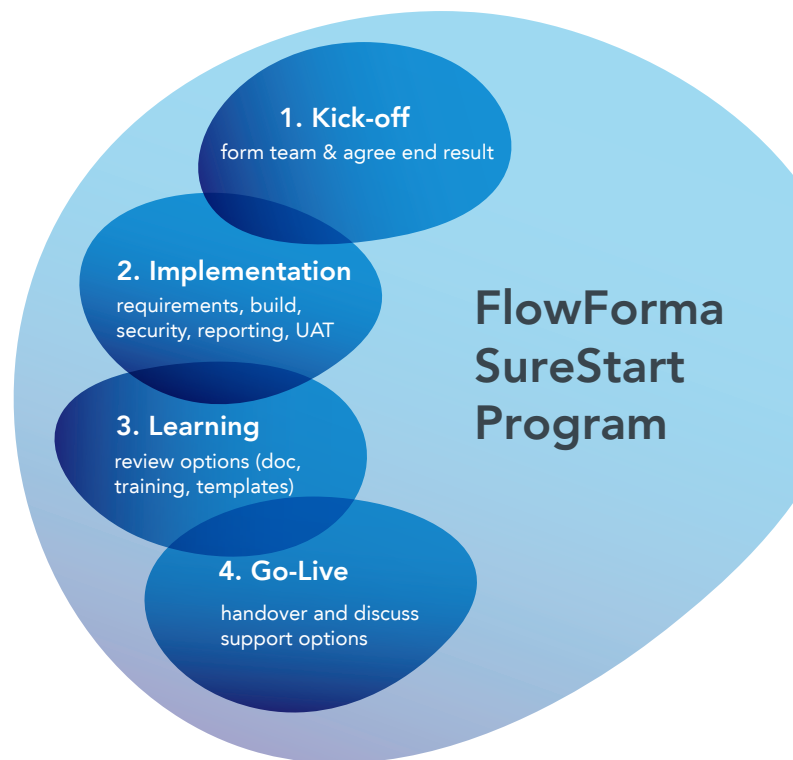 1. Kick-off
form team & agree end result
2. Implementation
requirements, build,
security, reporting, UAT
3. Learning
review options (doc,
training, templates)
4. Go-Live
handover and discuss
support options
FlowForma
SureStart
Program